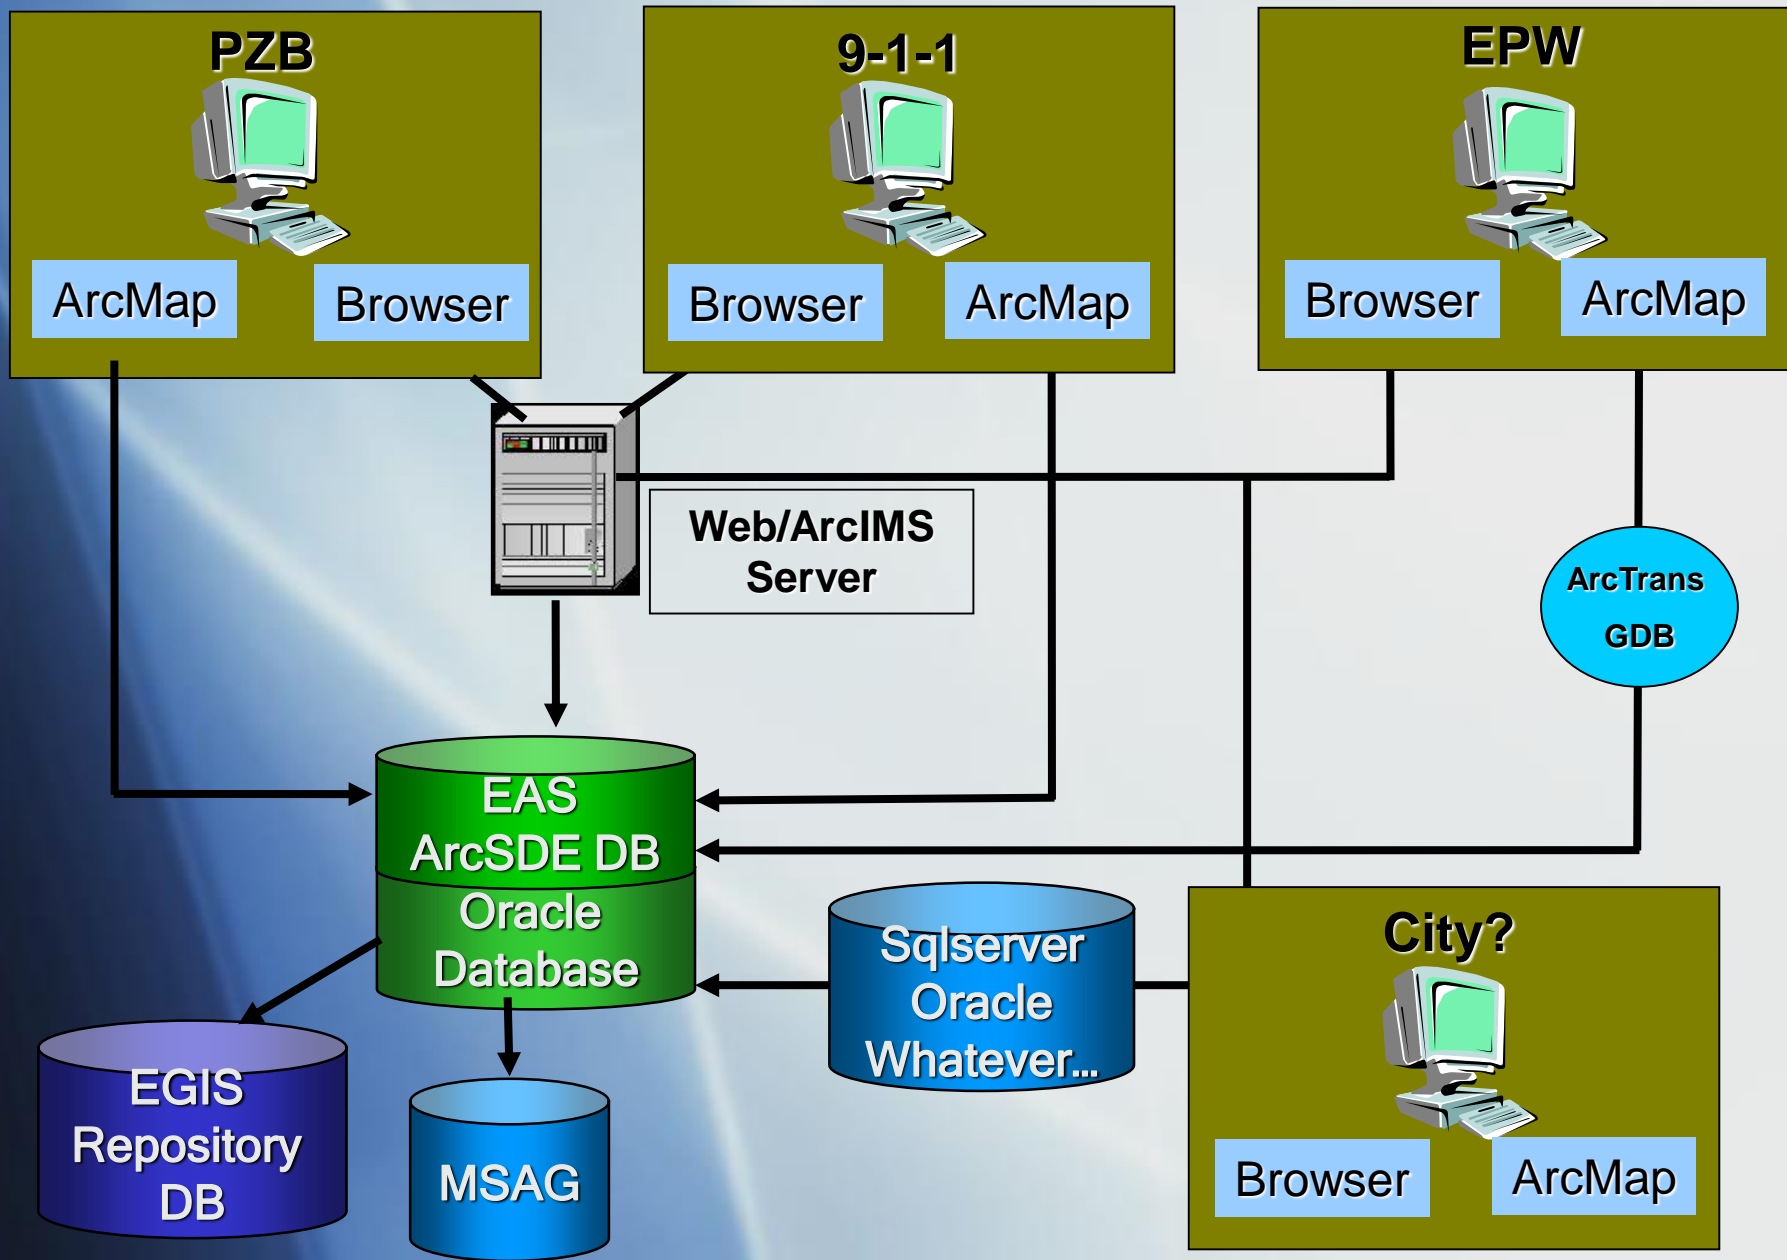 PZB
ArcMap
Browser
9-1-1
Browser
ArcMap
EPW
Browser
ArcMap
Web/ArcIMS
Server
ArcTrans
GDB
EAS
ArcSDE DB
Oracle
Database
Sqlserver
Oracle
Whatever...
City?
Browser
ArcMap
EGIS
Repository
DB
MSAG